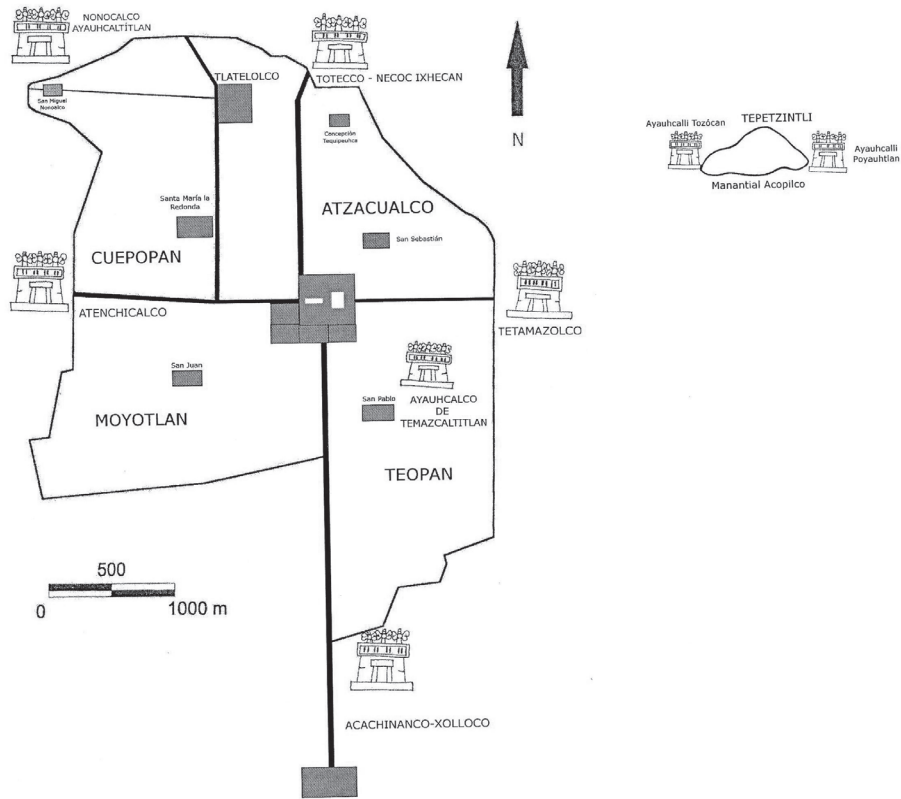 NONOCALCO
AYAUHCALTÍTLAN
TLATELOLCO
TOTECCO - NECOC IXHECAN
San Miguel
Nonoalco
Concepción
Tequipeuhca
N
Ayauhcalli Tozócan
TEPETZINTLI
Ayauhcalli
Poyauhtlan
Manantial Acopilco
Santa María la
Redonda
ATZACUALCO
San Sebastián
CUEPOPAN
ATENCHICALCO
TETAMAZOLCO
San Juan
San Pablo
AYAUHCALCO
DE
TEMAZCALTITLAN
MOYOTLAN
TEOPAN
500
0
1000 m
ACACHINANCO-XOLLOCO